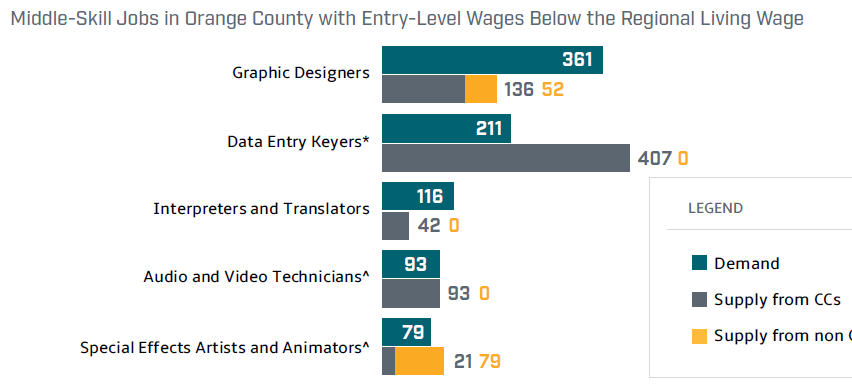 Middle-Skill Jobs in Orange County with Entry-Level Wages Below the Regional Living Wage
Graphic Designers
361
136 52
Data Entry Keyers*
211
407 0
Interpreters and Translators
116
42 0
Audio and Video Technicians^
93
93 0
Special Effects Artists and Animators^
79
21 79
LEGEND
Demand
Supply from CCs
Supply from non